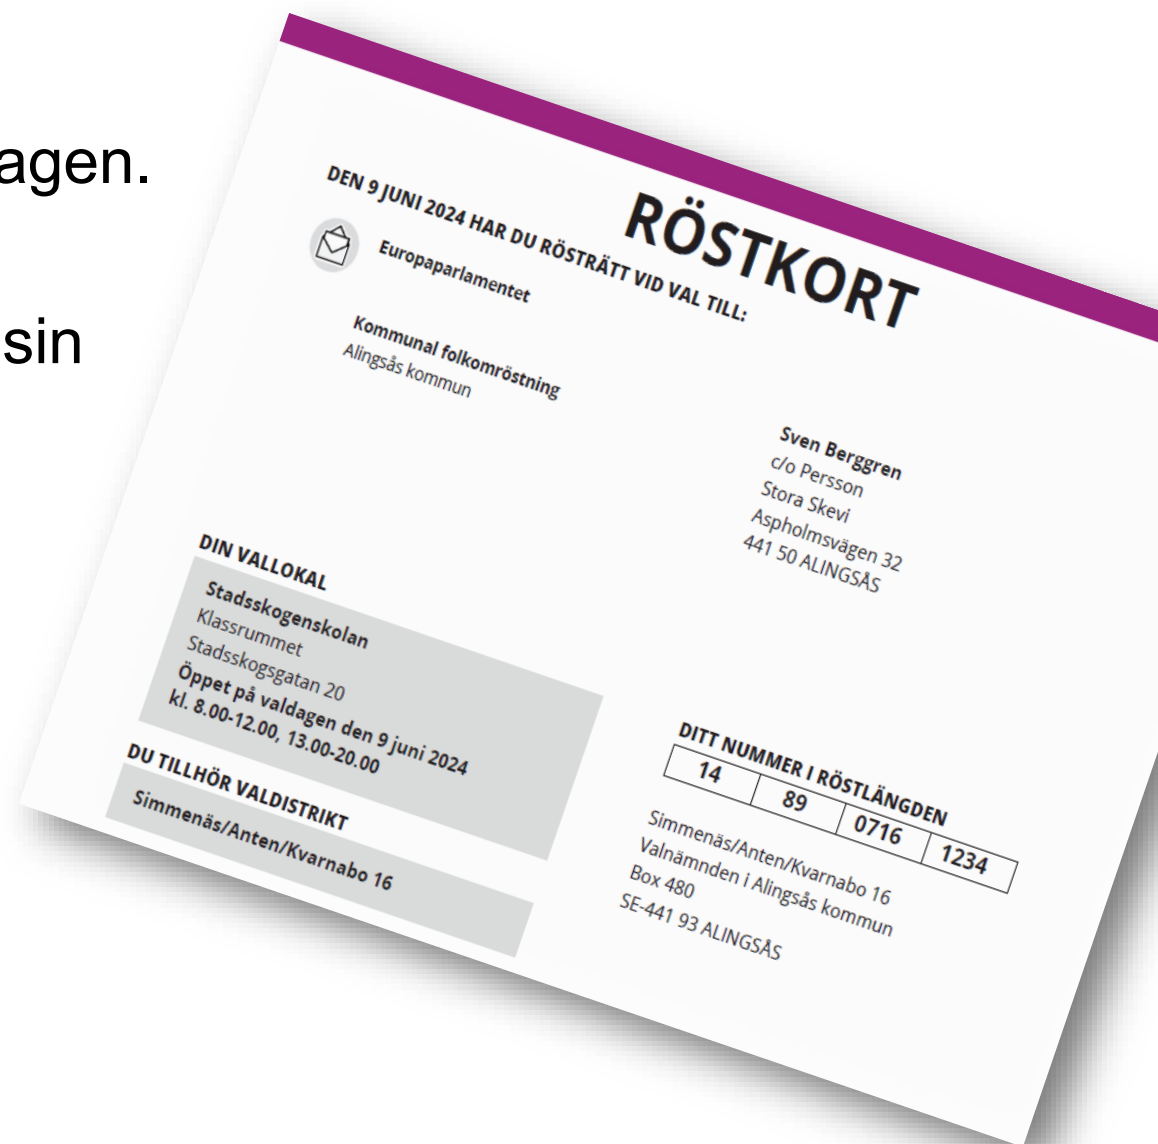 agen.
sin
RÖSTKORT
DEN 9 JUNI 2024 HAR DU RÖSTRÄTT VID VAL TILL:
Europaparlamentet
Kommunal folkomröstning
Alingsås kommun
Sven Berggren
c/o Persson
Stora Skevi
Aspholmsvägen 32
441 50 ALINGSÅS
DIN VALLOKAL
Stadsskogenskolan
Klassrummet
Stadsskogsgatan 20
Öppet på valdagen den 9 juni 2024
kl. 8.00-12.00, 13.00-20.00
DU TILLHÖR VALDISTRIKT
Simmenäs/Anten/Kvarnabo 16
DITT NUMMER I RÖSTLÄNGDEN
14 89 0716 1234
Simmenäs/Anten/Kvarnabo 16
Valnämnden i Alingsås kommun
Box 480
SE-441 93 ALINGSÅS